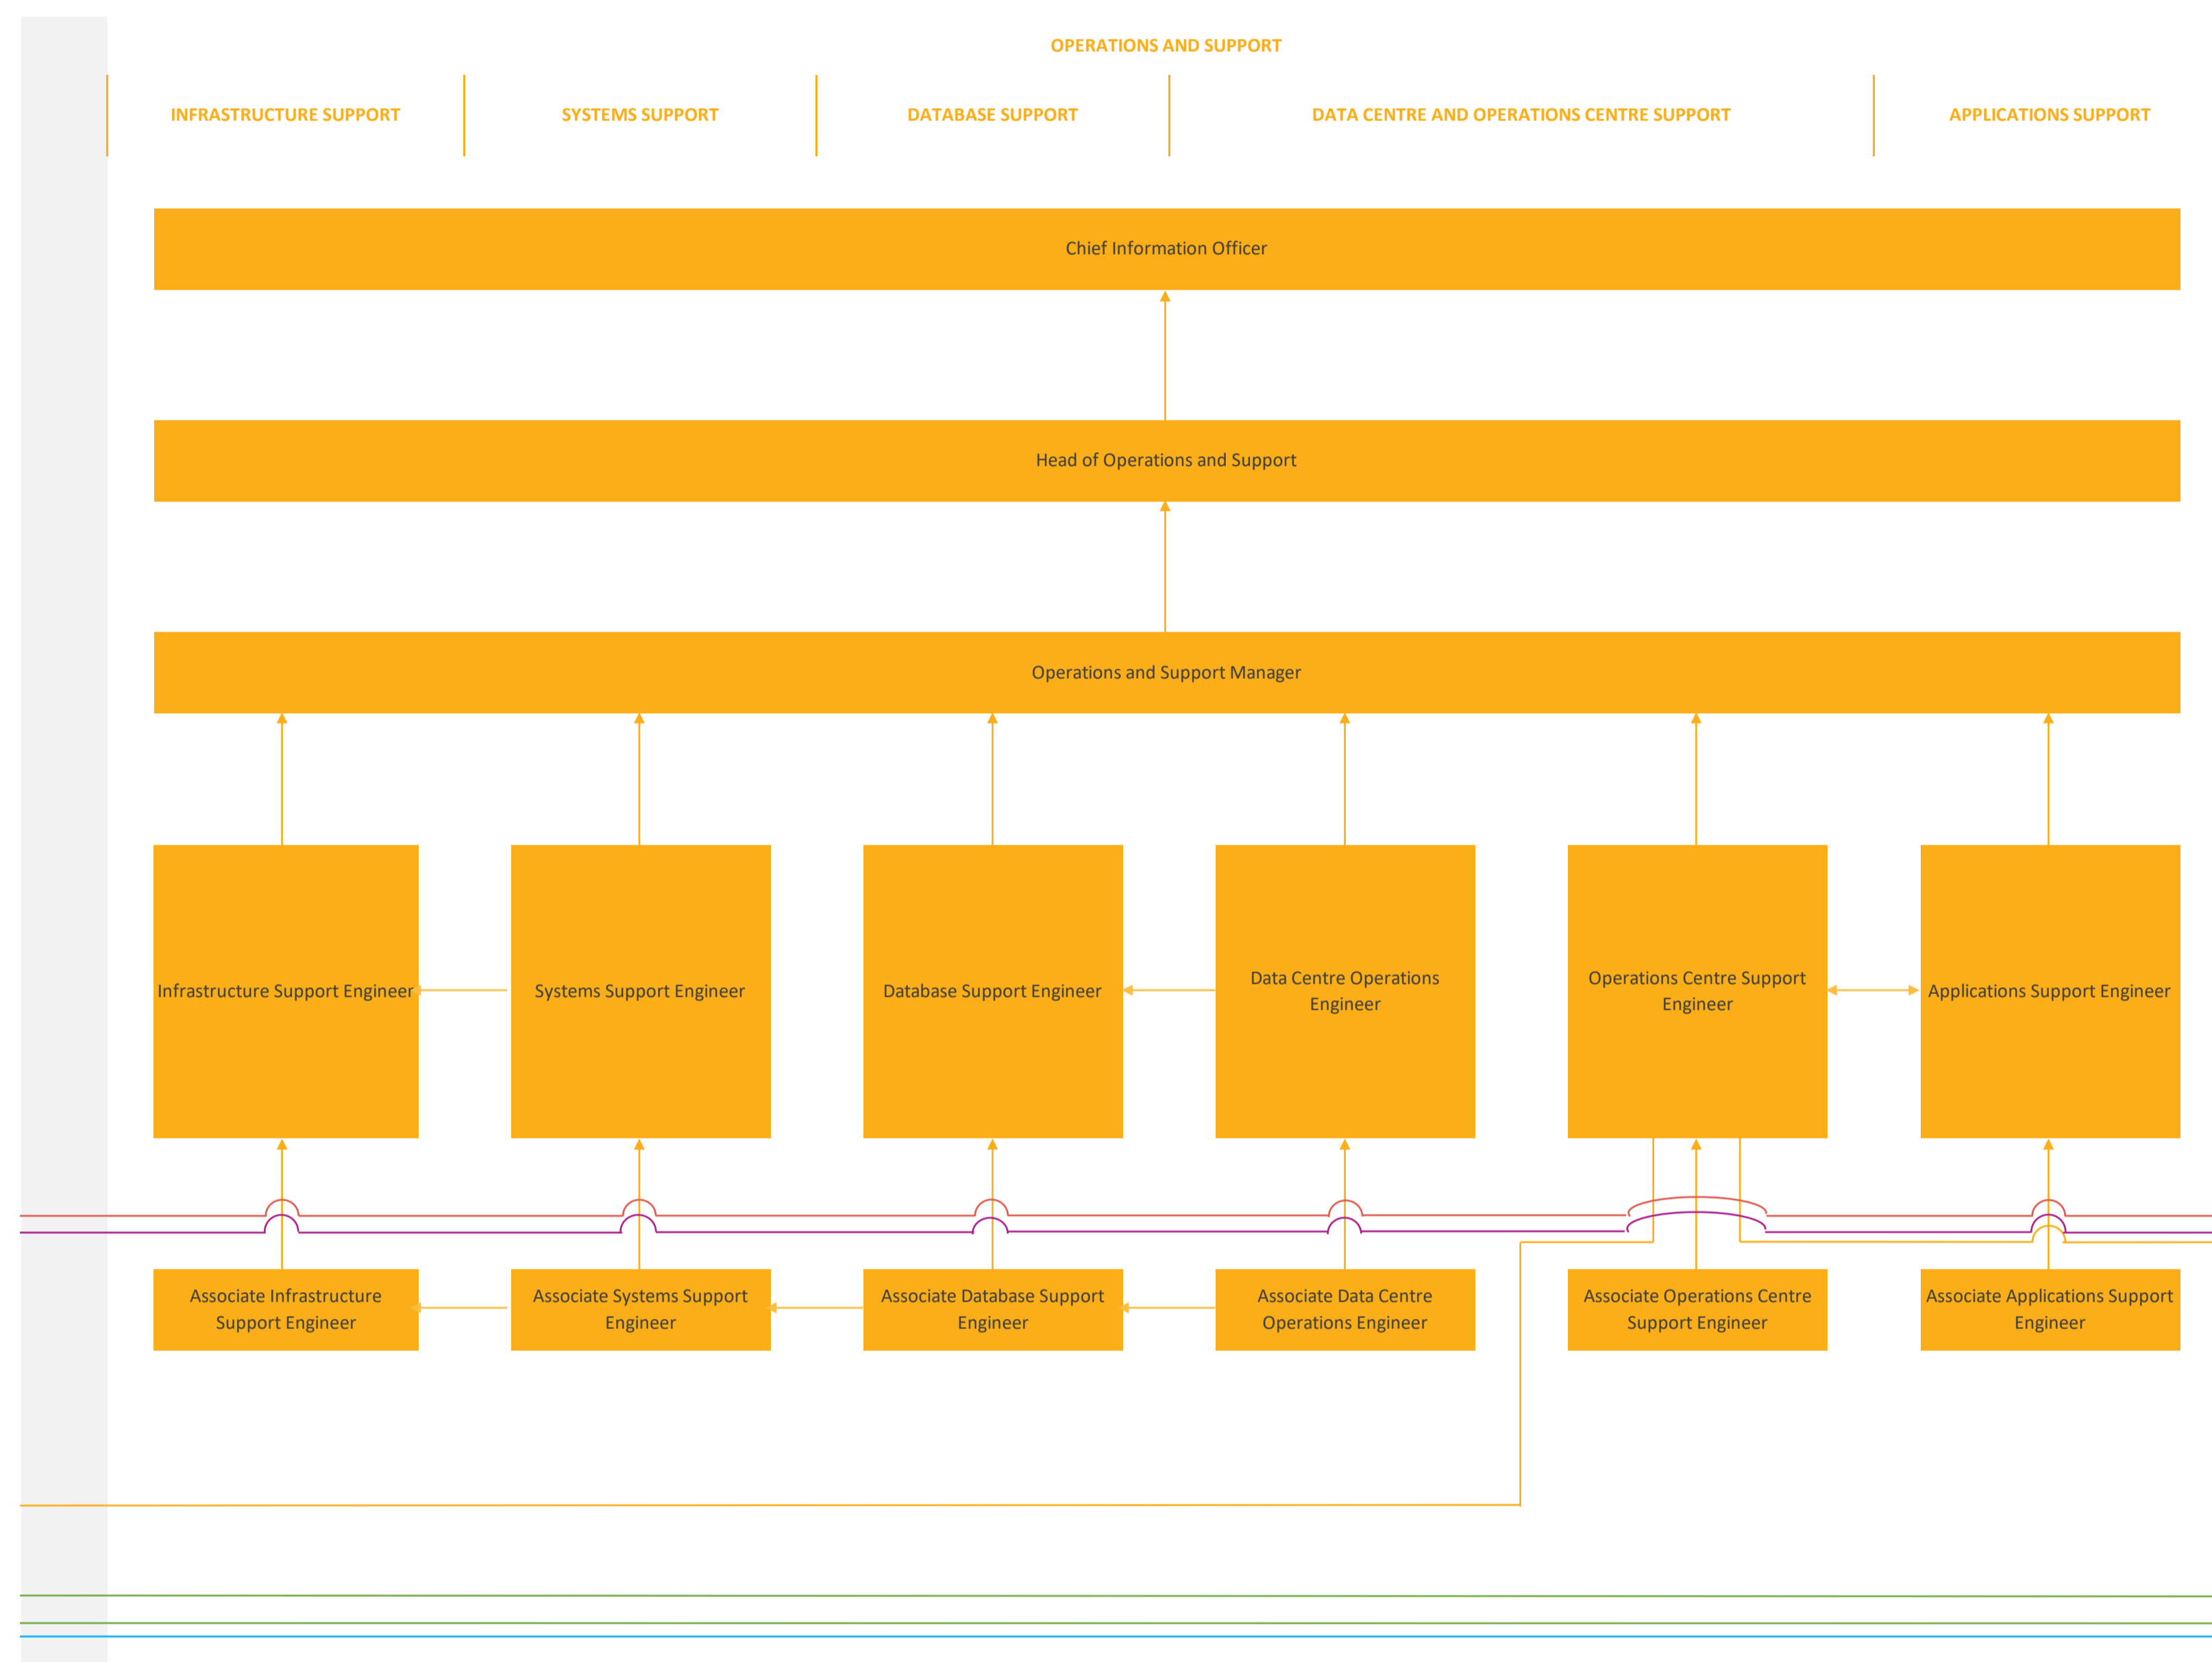 OPERATIONS AND SUPPORT
INFRASTRUCTURE SUPPORT
SYSTEMS SUPPORT
DATABASE SUPPORT
DATA CENTRE AND OPERATIONS CENTRE SUPPORT
APPLICATIONS SUPPORT
Chief Information Officer
Head of Operations and Support
Operations and Support Manager
Infrastructure Support Engineer
Systems Support Engineer
Database Support Engineer
Data Centre Operations
Engineer
Operations Centre Support
Engineer
Applications Support Engineer
Associate Infrastructure
Support Engineer
Associate Systems Support
Engineer
Associate Database Support
Engineer
Associate Data Centre
Operations Engineer
Associate Operations Centre
Support Engineer
Associate Applications Support
Engineer